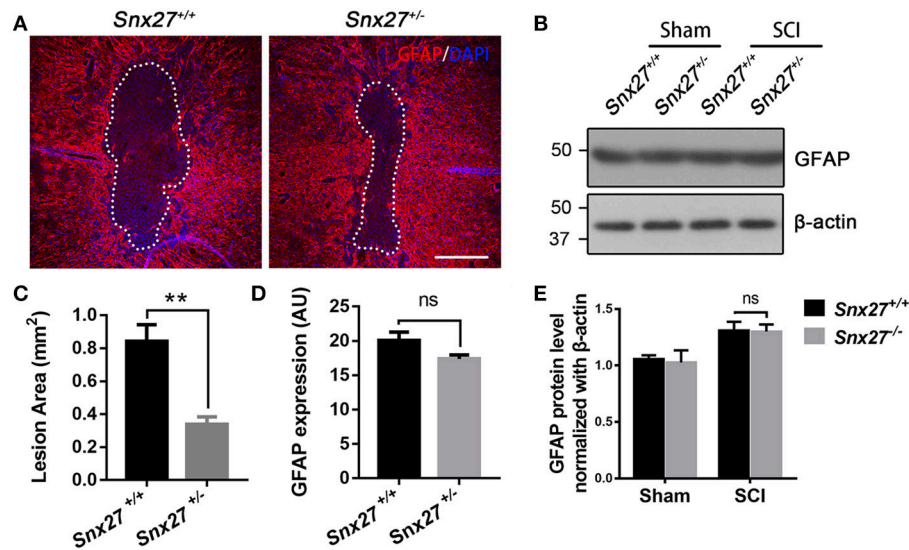 A
Snx27+/+
Snx27+/-
GFAP/DAPI
B
Sham
SCI
Snx27+/+
Snx27+/-
Snx27+/+
Snx27+/-
50
GFAP
50
37
β-actin
C
Lesion Area (mm²)
1.0
0.8
0.6
0.4
0.2
0.0
**
Snx27+/+
Snx27+/-
D
GFAP expression (AU)
25
20
15
10
5
0
ns
Snx27+/+
Snx27+/-
E
GFAP protein level
normalized with β-actin
1.5
1.0
0.5
0.0
ns
Sham
SCI
Snx27+/+
Snx27-/-